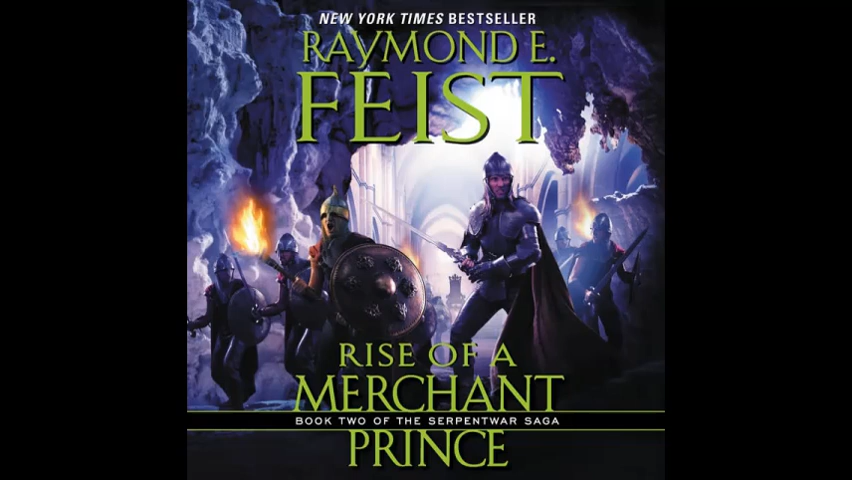 NEW YORK TIMES BESTSELLER
RAYMOND E.
FEIST
RISE OF A
MERCHANT
BOOK TWO OF THE SERPENTWAR SAGA
PRINCE